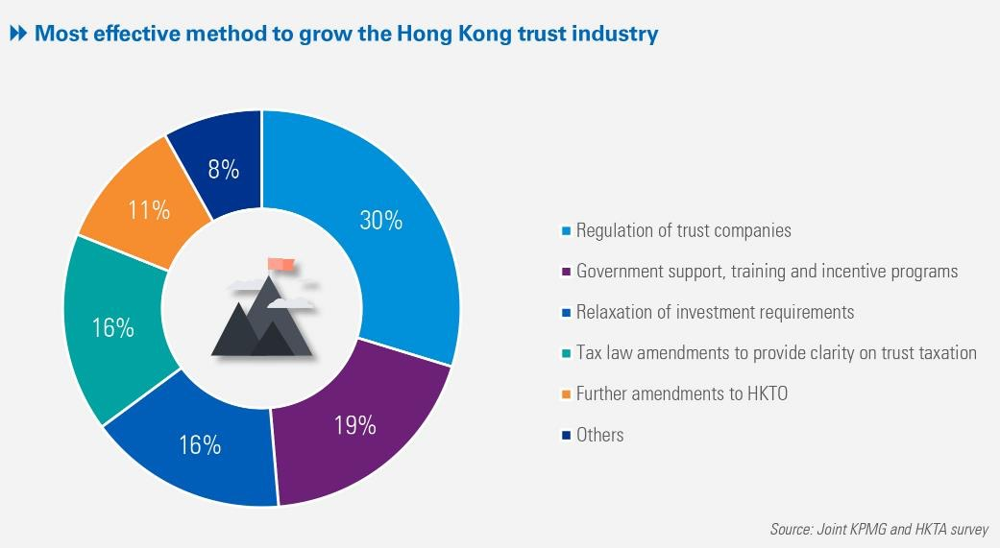 Most effective method to grow the Hong Kong trust industry
8%
30%
11%
16%
19%
16%
Regulation of trust companies
Government support, training and incentive programs
Relaxation of investment requirements
Tax law amendments to provide clarity on trust taxation
Further amendments to HKTO
Others
Source: Joint KPMG and HKTA survey